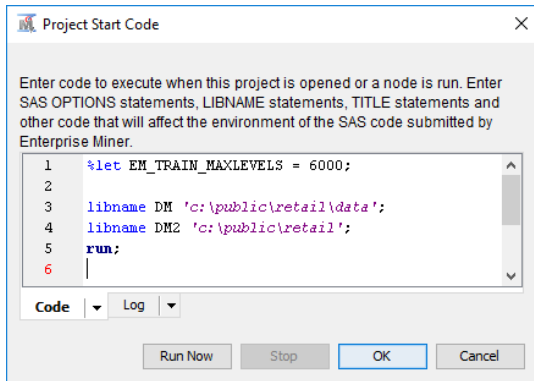 Project Start Code
Enter code to execute when this project is opened or a node is run. Enter
SAS OPTIONS statements, LIBNAME statements, TITLE statements and
other code that will affect the environment of the SAS code submitted by
Enterprise Miner.
1 %let EM_TRAIN_MAXLEVELS = 6000;
2
3 libname DM 'c:\public\retail\data';
4 libname DM2 'c:\public\retail';
5 run;
6
Code Log
Run Now Stop OK Cancel